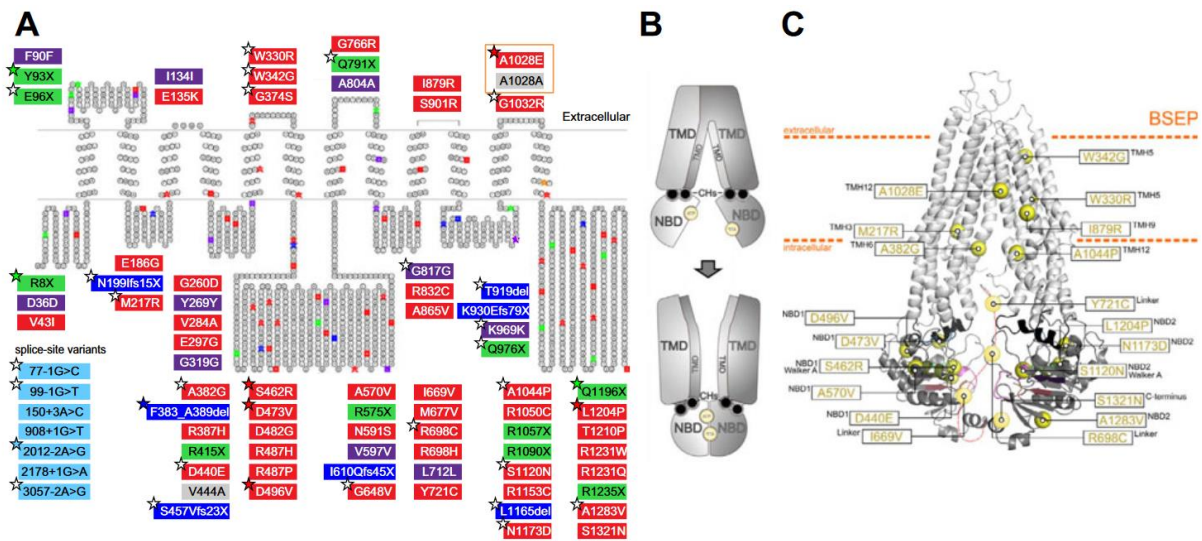 A
F90F
Y93X
E96X
I134I
E135K
W330R
W342G
G374S
G766R
Q791X
A804A
I879R
S901R
A1028E
A1028A
G1032R
Extracellular
R8X
D36D
V43I
E186G
N199Ifs15X
M217R
G260D
Y269Y
V284A
E297G
G319G
G817G
R832C
A865V
T919del
K930Efs79X
K969K
Q976X
splice-site variants
77-1G>C
99-1G>T
150+3A>C
908+1G>T
2012-2A>G
2178+1G>A
3057-2A>G
A382G
F383_A389del
R387H
R415X
D440E
V444A
S457Vfs23X
S462R
D473V
D482G
R487H
R487P
D496V
A570V
R575X
N591S
V597V
I610Qfs45X
G648V
I669V
M677V
R698C
R698H
L712L
Y721C
A1044P
R1050C
R1057X
R1090X
S1120N
R1153C
L1165del
N1173D
Q1196X
L1204P
T1210P
R1231W
R1231Q
R1235X
A1283V
S1321N
B
TMD
TMD
TMD
CHs
NBD
TMD
TMD
TMD
TMD
CHs
NBD
NBD
C
BSEP
extracellular
intracellular
W342G TMH5
TMH12 A1028E
W330R TMH5
TMH3 M217R
I879R TMH9
TMH6 A382G
A1044P TMH12
Y721C Linker
NBD1 D496V
L1204P NBD2
NBD1 D473V
N1173D NBD2
NBD1 Walker A S462R
S1120N NBD2 Walker A
NBD1 A570V
S1321N C-terminus
NBD1 D440E
A1283V NBD2
Linker I669V
R698C Linker